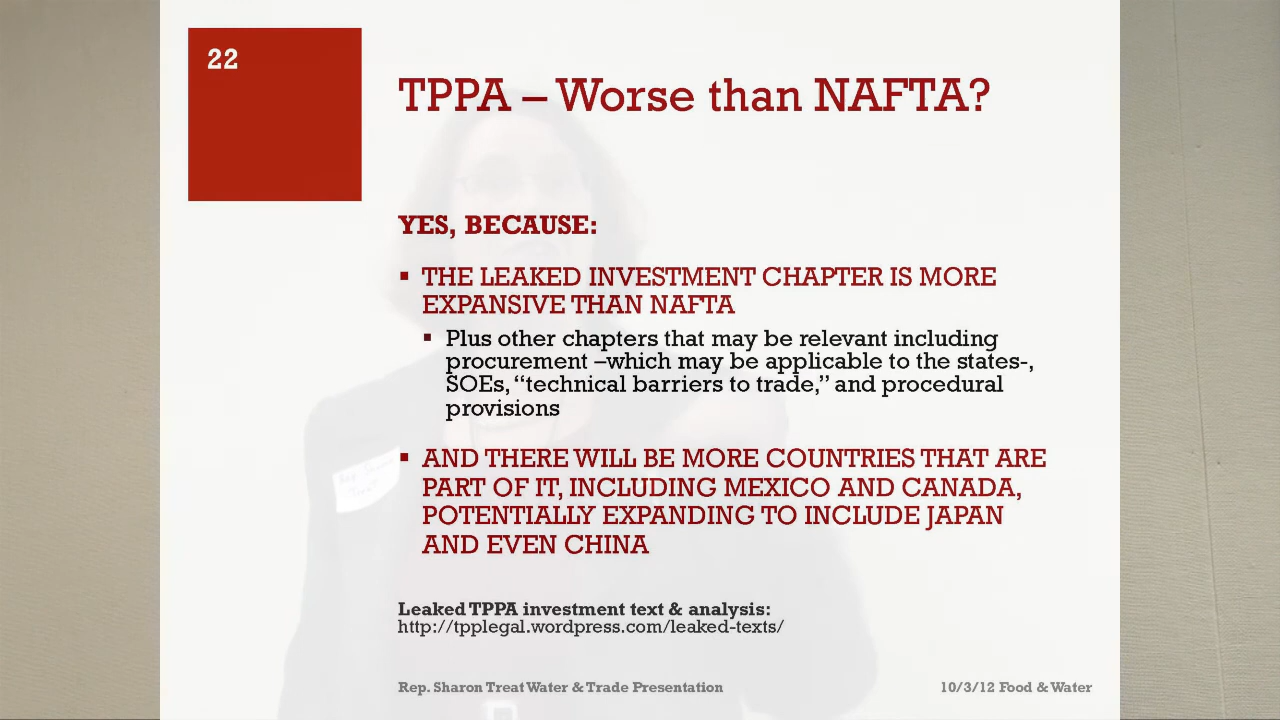 22
TPPA – Worse than NAFTA?
YES, BECAUSE:
▪ THE LEAKED INVESTMENT CHAPTER IS MORE
EXPANSIVE THAN NAFTA
▪ Plus other chapters that may be relevant including
procurement –which may be applicable to the states-,
SOEs, “technical barriers to trade,” and procedural
provisions
▪ AND THERE WILL BE MORE COUNTRIES THAT ARE
PART OF IT, INCLUDING MEXICO AND CANADA,
POTENTIALLY EXPANDING TO INCLUDE JAPAN
AND EVEN CHINA
Leaked TPPA investment text & analysis:
http://tpplegal.wordpress.com/leaked-texts/
Rep. Sharon Treat Water & Trade Presentation
10/3/12 Food & Water